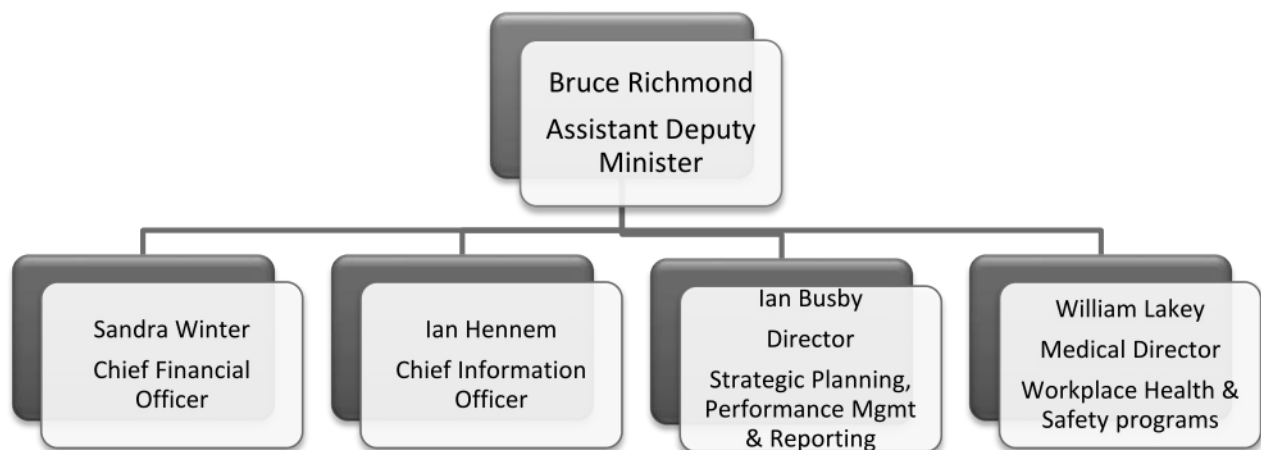 Bruce Richmond
Assistant Deputy
Minister
Sandra Winter
Chief Financial
Officer
Ian Hennem
Chief Information
Officer
Ian Busby
Director
Strategic Planning,
Performance Mgmt
& Reporting
William Lakey
Medical Director
Workplace Health &
Safety programs